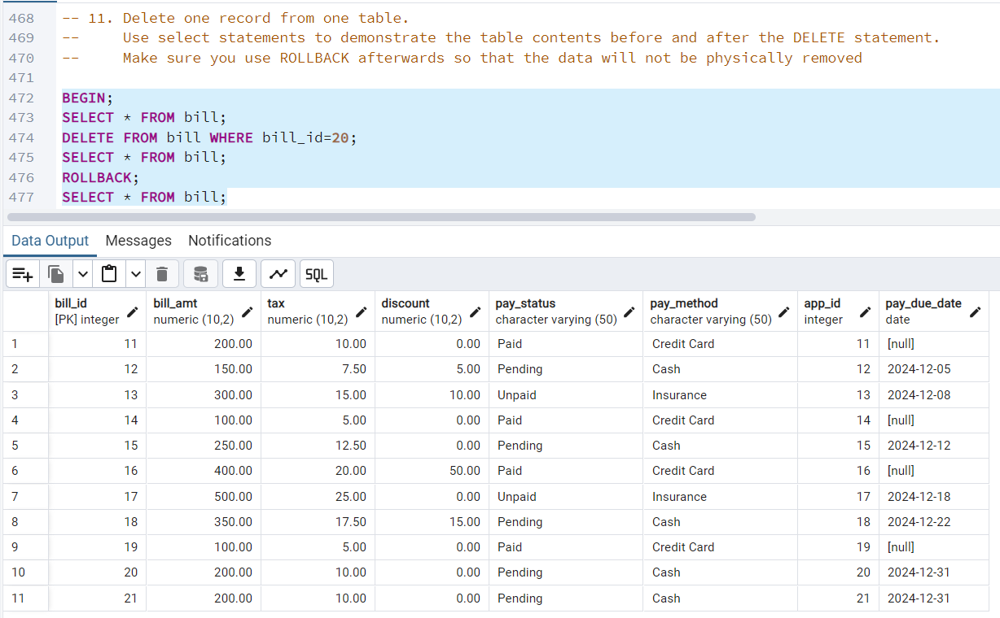 468 -- 11. Delete one record from one table.
469 --     Use select statements to demonstrate the table contents before and after the DELETE statement.
470 --     Make sure you use ROLLBACK afterwards so that the data will not be physically removed
471
472 BEGIN;
473 SELECT * FROM bill;
474 DELETE FROM bill WHERE bill_id=20;
475 SELECT * FROM bill;
476 ROLLBACK;
477 SELECT * FROM bill;
Data Output Messages Notifications
SQL
bill_id bill_amt tax discount pay_status pay_method app_id pay_due_date
[PK] integer numeric (10,2) numeric (10,2) numeric (10,2) character varying (50) character varying (50) integer date
1 11 200.00 10.00 0.00 Paid Credit Card 11 [null]
2 12 150.00 7.50 5.00 Pending Cash 12 2024-12-05
3 13 300.00 15.00 10.00 Unpaid Insurance 13 2024-12-08
4 14 100.00 5.00 0.00 Paid Credit Card 14 [null]
5 15 250.00 12.50 0.00 Pending Cash 15 2024-12-12
6 16 400.00 20.00 50.00 Paid Credit Card 16 [null]
7 17 500.00 25.00 0.00 Unpaid Insurance 17 2024-12-18
8 18 350.00 17.50 15.00 Pending Cash 18 2024-12-22
9 19 100.00 5.00 0.00 Paid Credit Card 19 [null]
10 20 200.00 10.00 0.00 Pending Cash 20 2024-12-31
11 21 200.00 10.00 0.00 Pending Cash 21 2024-12-31